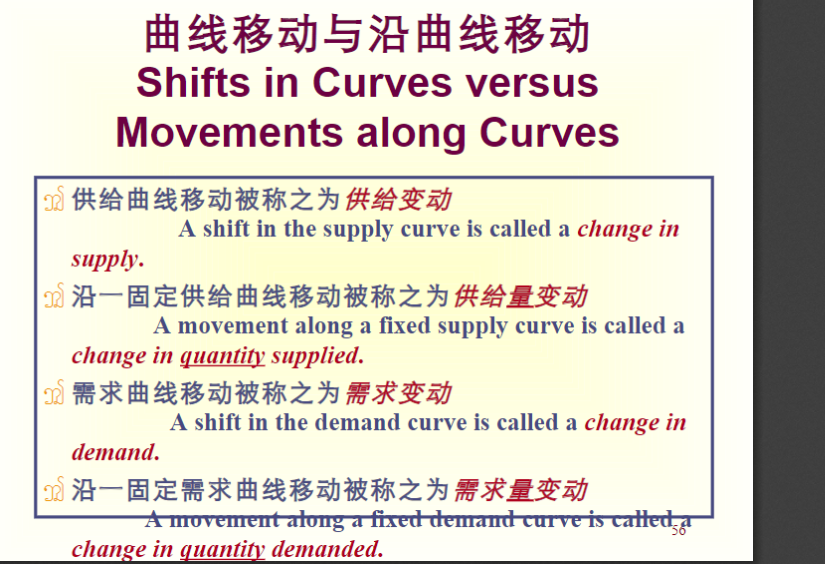 曲线移动与沿曲线移动
Shifts in Curves versus
Movements along Curves
供给曲线移动被称之为供给变动
A shift in the supply curve is called a change in
supply.
沿一固定供给曲线移动被称之为供给量变动
A movement along a fixed supply curve is called a
change in quantity supplied.
需求曲线移动被称之为需求变动
A shift in the demand curve is called a change in
demand.
沿一固定需求曲线移动被称之为需求量变动
A movement along a fixed demand curve is called a
change in quantity demanded.
56